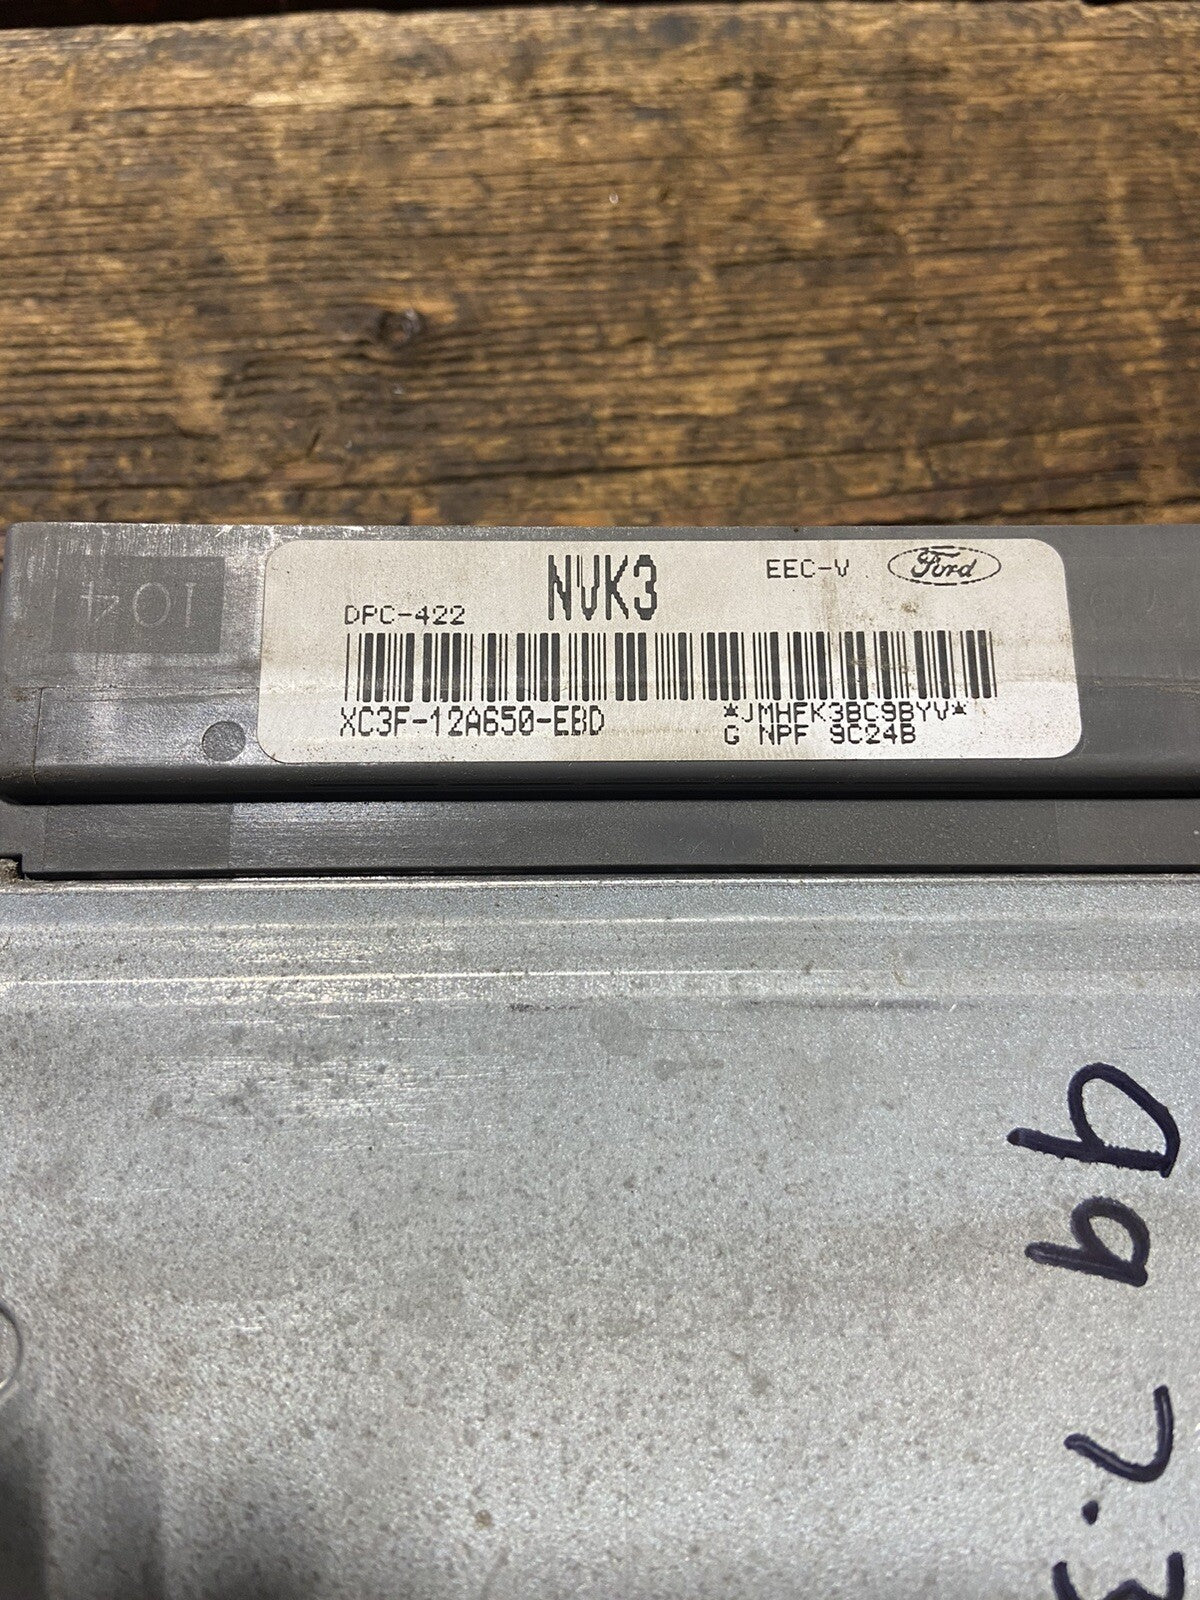 104
NVK3
EEC-V Ford
DPC-422
XC3F-12A650-EBD
*JMHFK3BC9BYV*
G NPF 9C24B
99
7.3